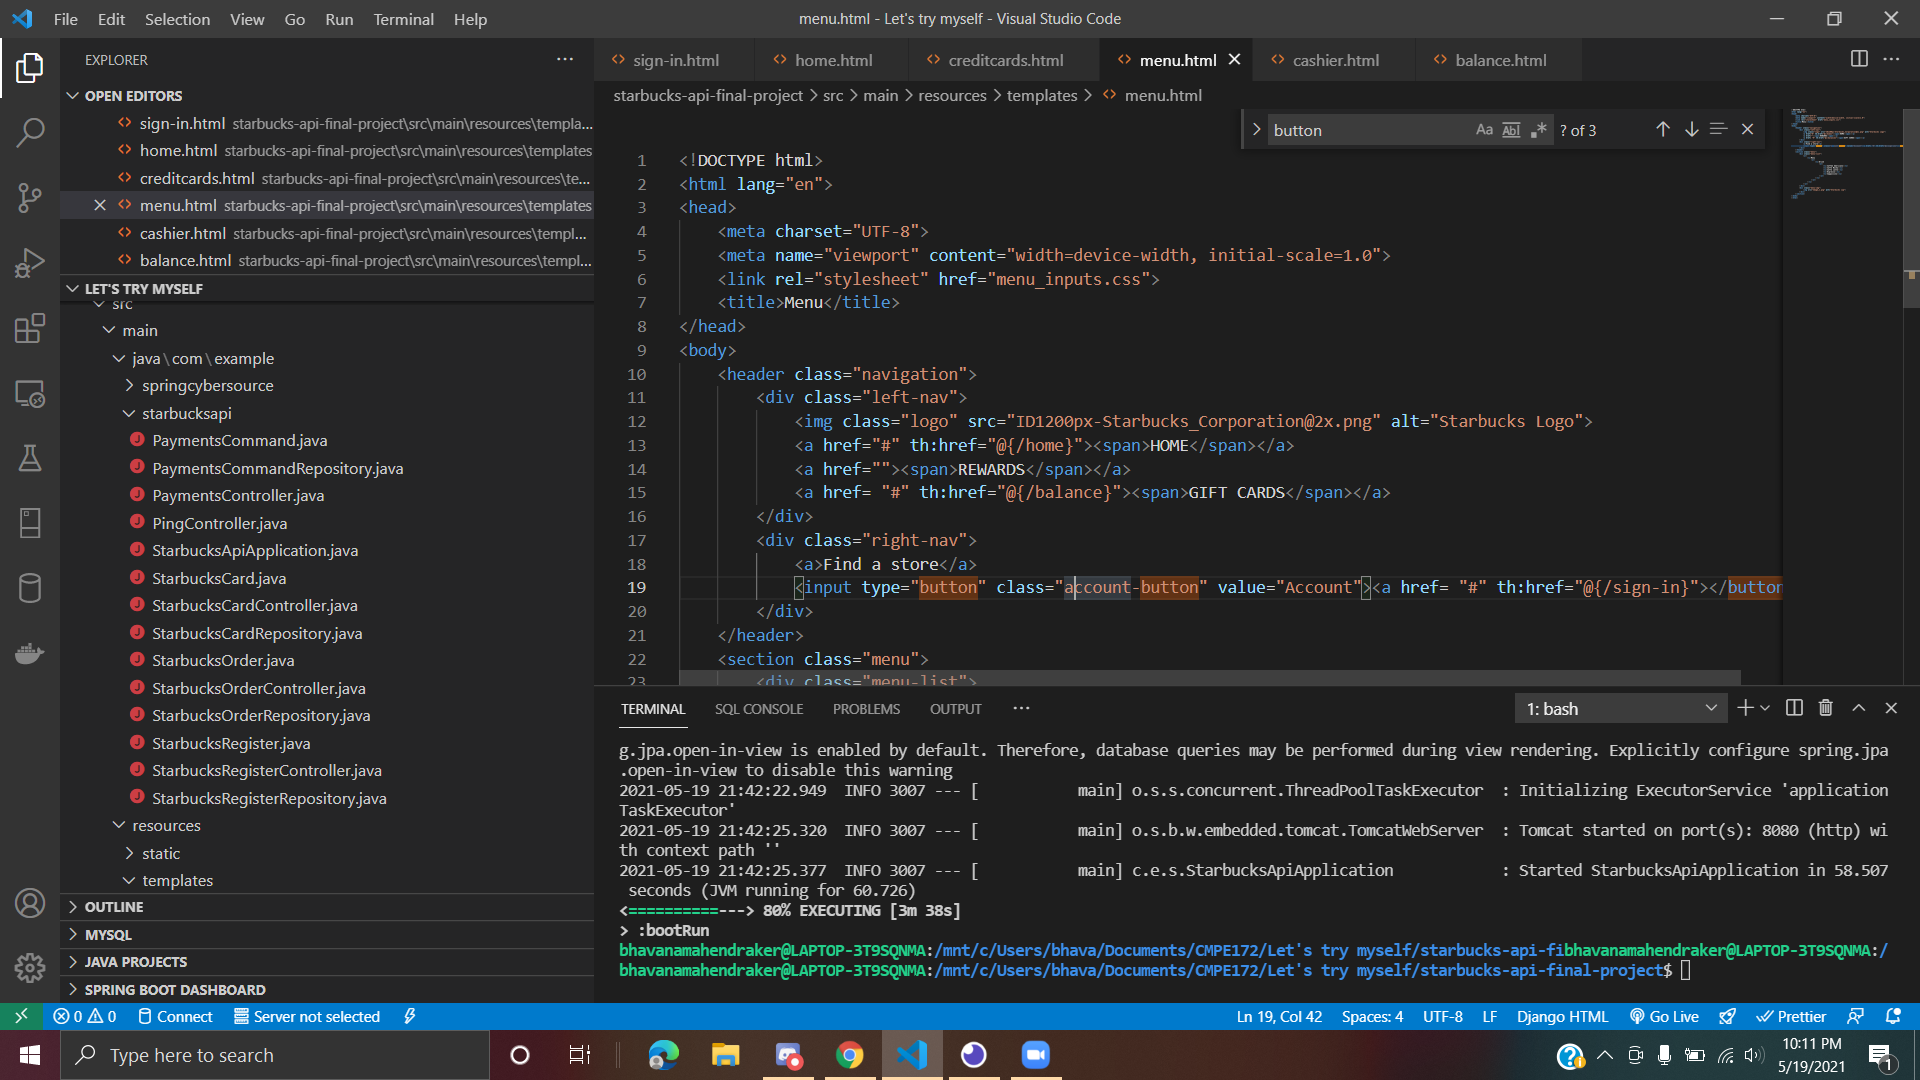 File Edit Selection View Go Run Terminal Help
menu.html - Let's try myself - Visual Studio Code
EXPLORER
OPEN EDITORS
sign-in.html starbucks-api-final-project\src\main\resources\templa...
home.html starbucks-api-final-project\src\main\resources\templates
creditcards.html starbucks-api-final-project\src\main\resources\te...
menu.html starbucks-api-final-project\src\main\resources\templates
cashier.html starbucks-api-final-project\src\main\resources\templ...
balance.html starbucks-api-final-project\src\main\resources\templ...
LET'S TRY MYSELF
src
main
java\com\example
springcybersource
starbucksapi
PaymentsCommand.java
PaymentsCommandRepository.java
PaymentsController.java
PingController.java
StarbucksApiApplication.java
StarbucksCard.java
StarbucksCardController.java
StarbucksCardRepository.java
StarbucksOrder.java
StarbucksOrderController.java
StarbucksOrderRepository.java
StarbucksRegister.java
StarbucksRegisterController.java
StarbucksRegisterRepository.java
resources
static
templates
OUTLINE
MYSQL
JAVA PROJECTS
SPRING BOOT DASHBOARD
sign-in.html home.html creditcards.html menu.html cashier.html balance.html
starbucks-api-final-project > src > main > resources > templates > menu.html
button Aa Abl .* ? of 3
1 <!DOCTYPE html>
2 <html lang="en">
3 <head>
4 <meta charset="UTF-8">
5 <meta name="viewport" content="width=device-width, initial-scale=1.0">
6 <link rel="stylesheet" href="menu_inputs.css">
7 <title>Menu</title>
8 </head>
9 <body>
10 <header class="navigation">
11 <div class="left-nav">
12 <img class="logo" src="ID1200px-Starbucks_Corporation@2x.png" alt="Starbucks Logo">
13 <a href="#" th:href="@{/home}"><span>HOME</span></a>
14 <a href=""><span>REWARDS</span></a>
15 <a href= "#" th:href="@{/balance}"><span>GIFT CARDS</span></a>
16 </div>
17 <div class="right-nav">
18 <a>Find a store</a>
19 <input type="button" class="account-button" value="Account"><a href= "#" th:href="@{/sign-in}"></button
20 </div>
21 </header>
22 <section class="menu">
23 <div class="menu-list">
TERMINAL SQL CONSOLE PROBLEMS OUTPUT ··· 1: bash
g.jpa.open-in-view is enabled by default. Therefore, database queries may be performed during view rendering. Explicitly configure spring.jpa
.open-in-view to disable this warning
2021-05-19 21:42:22.949 INFO 3007 --- [ main] o.s.s.concurrent.ThreadPoolTaskExecutor : Initializing ExecutorService 'application
TaskExecutor'
2021-05-19 21:42:25.320 INFO 3007 --- [ main] o.s.b.w.embedded.tomcat.TomcatWebServer : Tomcat started on port(s): 8080 (http) wi
th context path ''
2021-05-19 21:42:25.377 INFO 3007 --- [ main] c.e.s.StarbucksApiApplication : Started StarbucksApiApplication in 58.507
seconds (JVM running for 60.726)
<==========---> 80% EXECUTING [3m 38s]
> :bootRun
bhavanamahendraker@LAPTOP-3T9SQNMA:/mnt/c/Users/bhava/Documents/CMPE172/Let's try myself/starbucks-api-fibhavanamahendraker@LAPTOP-3T9SQNMA:/
bhavanamahendraker@LAPTOP-3T9SQNMA:/mnt/c/Users/bhava/Documents/CMPE172/Let's try myself/starbucks-api-final-project$
0 0 Connect Server not selected
Ln 19, Col 42 Spaces: 4 UTF-8 LF Django HTML Go Live Prettier
Type here to search
10:11 PM
5/19/2021
1